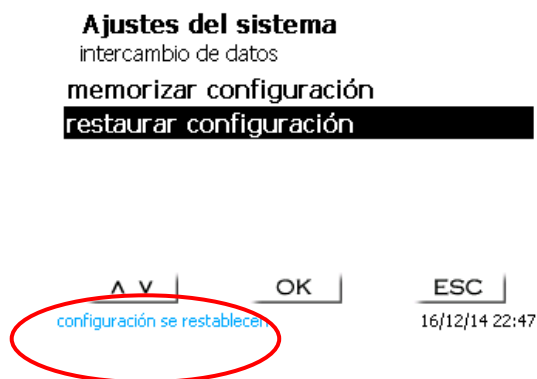 Ajustes del sistema
intercambio de datos
memorizar configuración
restaurar configuración
∧ ∨ OK ESC
configuración se restablecen 16/12/14 22:47